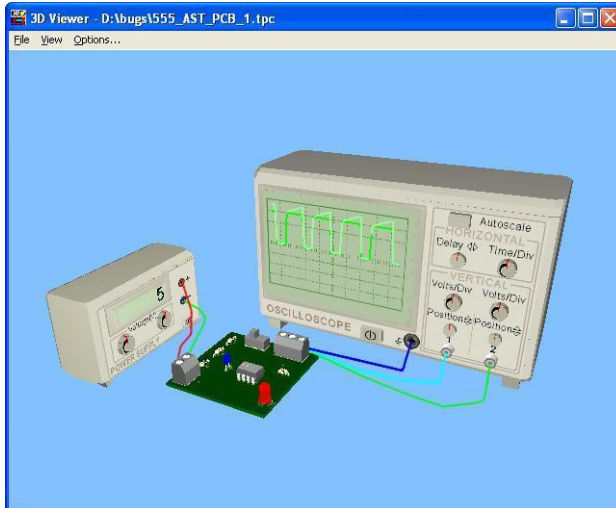 3D Viewer - D:\bugs\555_AST_PCB_1.tpc
File View Options...
Autoscale
HORIZONTAL
Delay Time/Div
VERTICAL
Volts/Div Volts/Div
Position Position
1 2
OSCILLOSCOPE
5
POWER SUPPLY